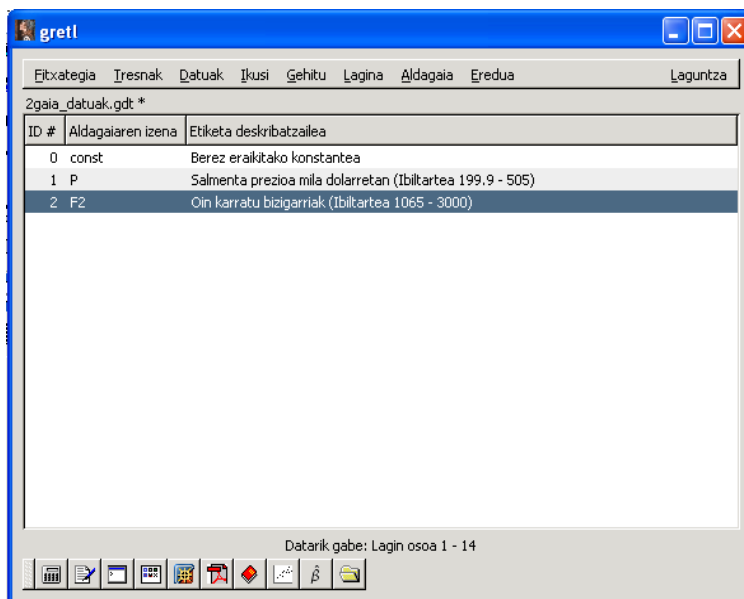 gretl
Fitxategia Tresnak Datuak Ikusi Gehitu Lagina Aldagaia Eredua Laguntza
2gaia_datuak.gdt *
ID # Aldagaiaren izena Etiketa deskribatzailea
0 const Berez eraikitako konstantea
1 P Salmenta prezioa mila dolarretan (Ibiltartea 199.9 - 505)
2 F2 Oin karratu bizigarriak (Ibiltartea 1065 - 3000)
Datarik gabe: Lagin osoa 1 - 14
β̂